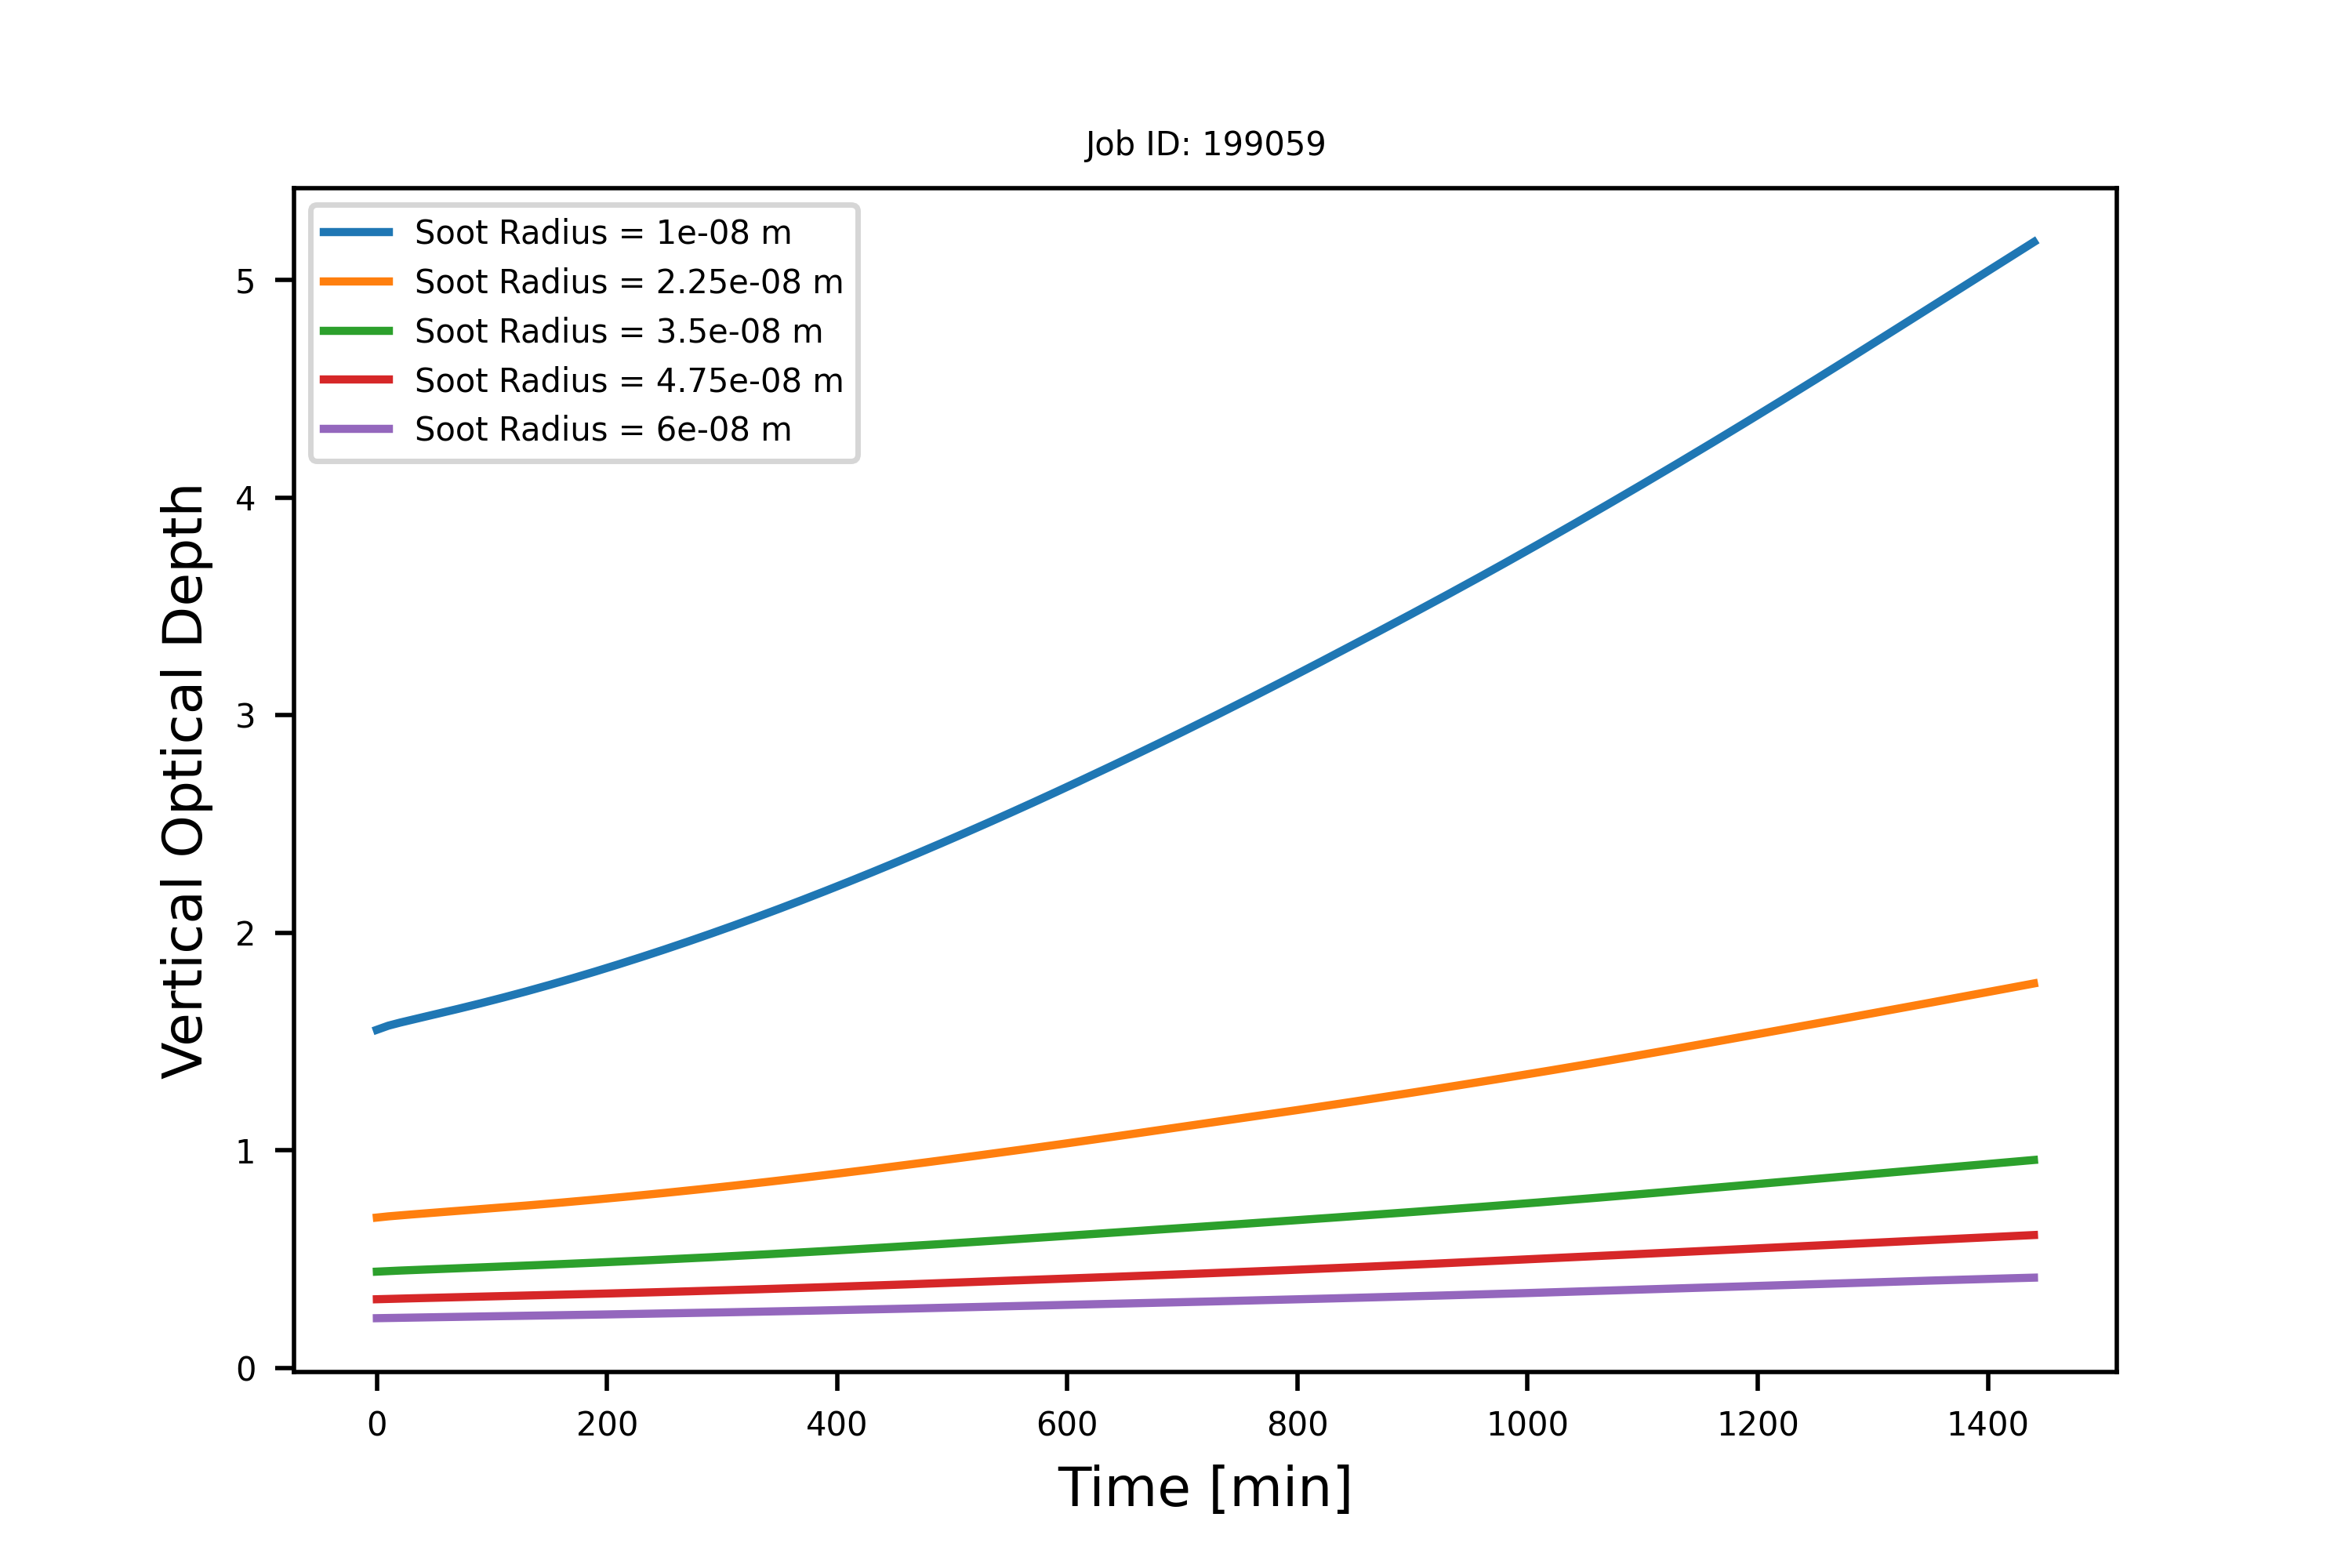 Job ID: 199059
Soot Radius = 1e-08 m
Soot Radius = 2.25e-08 m
Soot Radius = 3.5e-08 m
Soot Radius = 4.75e-08 m
Soot Radius = 6e-08 m
Vertical Optical Depth
5
4
3
2
1
0
0 200 400 600 800 1000 1200 1400
Time [min]